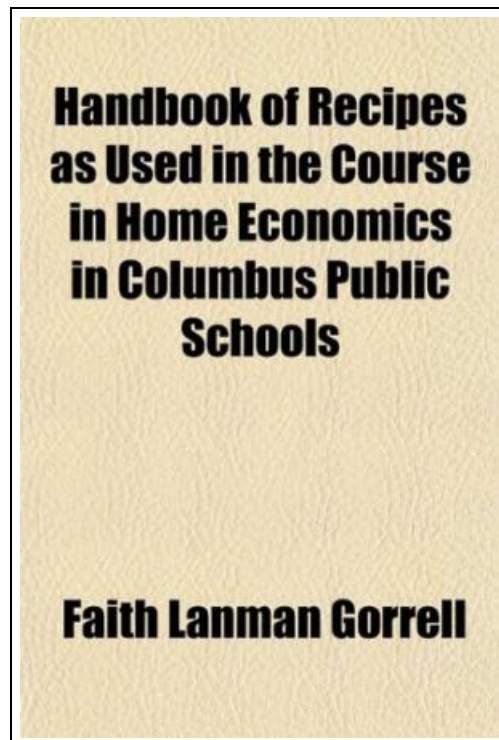 Handbook of Recipes
as Used in the Course
in Home Economics
in Columbus Public
Schools
Faith Lanman Gorrell